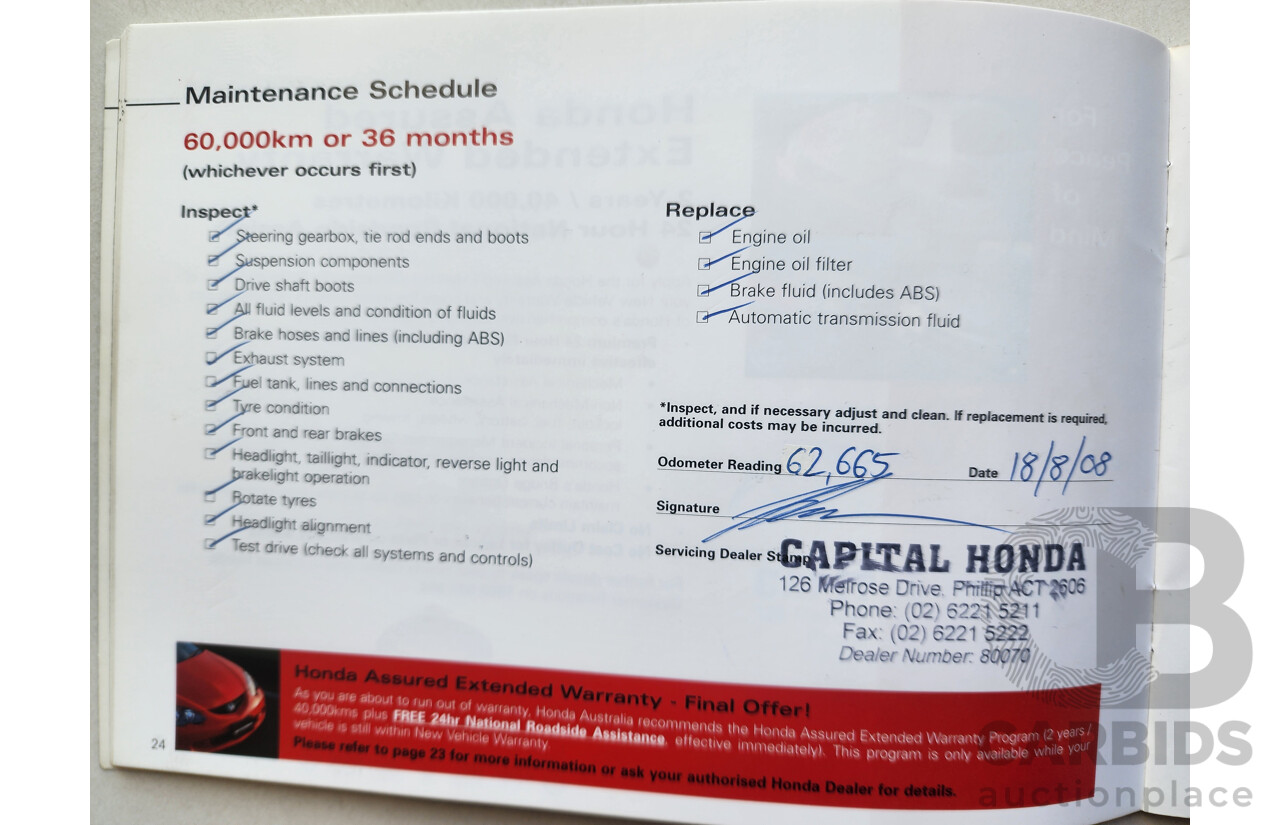 Maintenance Schedule
60,000km or 36 months
(whichever occurs first)
Inspect*
Steering gearbox, tie rod ends and boots
Suspension components
Drive shaft boots
All fluid levels and condition of fluids
Brake hoses and lines (including ABS)
Exhaust system
Fuel tank, lines and connections
Tyre condition
Front and rear brakes
Headlight, taillight, indicator, reverse light and
brakelight operation
Rotate tyres
Headlight alignment
Test drive (check all systems and controls)
Replace
Engine oil
Engine oil filter
Brake fluid (includes ABS)
Automatic transmission fluid
*Inspect, and if necessary adjust and clean. If replacement is required,
additional costs may be incurred.
Odometer Reading 62,665 Date 18/8/08
Signature
Servicing Dealer Stamp
CAPITAL HONDA
126 Melrose Drive, Phillip ACT 2606
Phone: (02) 6221 5211
Fax: (02) 6221 5222
Dealer Number: 80070
Honda Assured Extended Warranty - Final Offer!
As you are about to run out of warranty, Honda Australia recommends the Honda Assured Extended Warranty Program (2 years /
40,000kms plus FREE 24hr National Roadside Assistance, effective immediately). This program is only available while your
vehicle is still within New Vehicle Warranty.
Please refer to page 23 for more information or ask your authorised Honda Dealer for details.
24
B
CARBIDS
auctionplace